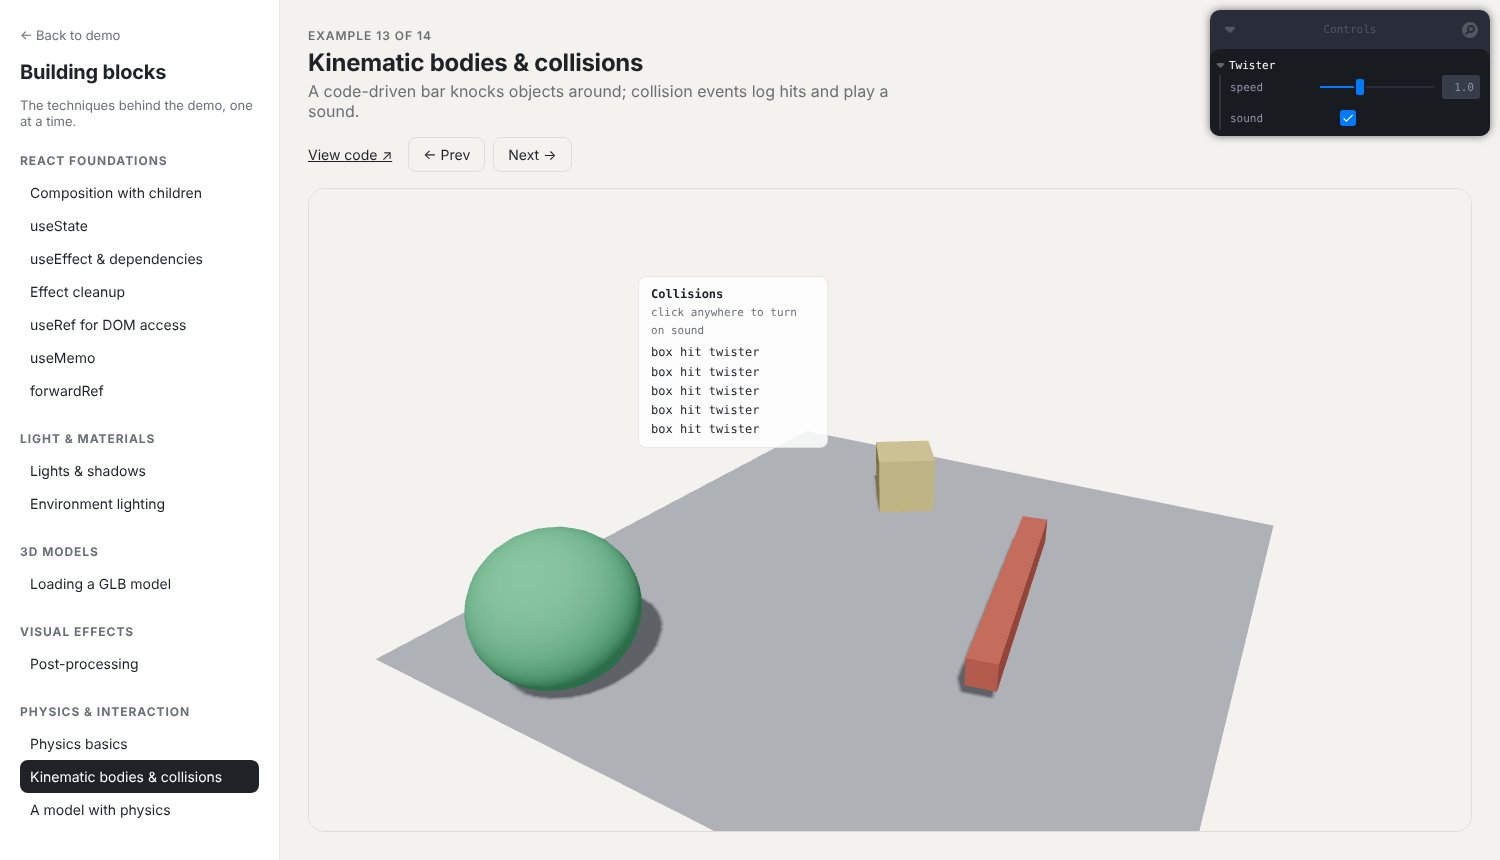 ← Back to demo
Building blocks
The techniques behind the demo, one
at a time.
REACT FOUNDATIONS
Composition with children
useState
useEffect & dependencies
Effect cleanup
useRef for DOM access
useMemo
forwardRef
LIGHT & MATERIALS
Lights & shadows
Environment lighting
3D MODELS
Loading a GLB model
VISUAL EFFECTS
Post-processing
PHYSICS & INTERACTION
Physics basics
Kinematic bodies & collisions
A model with physics
EXAMPLE 13 OF 14
Kinematic bodies & collisions
A code-driven bar knocks objects around; collision events log hits and play a
sound.
View code ↗
← Prev
Next →
Collisions
click anywhere to turn
on sound
box hit twister
box hit twister
box hit twister
box hit twister
box hit twister
Controls
Twister
speed
1.0
sound